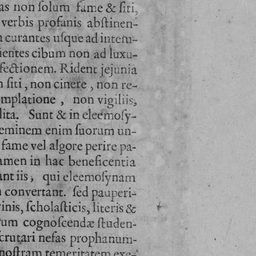 as non ſolum fame & ſiti,
verbis profanis abſtinen-
curantes uſque ad intem-
ientes cibum non ad luxu-
fectionem. Rident jejunia
ſiti, non cinere, non re-
mplatione, non vigiliis,
lita. Sunt & in eleemoſy-
eminem enim ſuorum un-
fame vel algore perire pa-
amen in hac beneficentia
ant iis, qui eleemoſynam
convertant. ſed pauperi-
inis, ſcholaſticis, literis &
um cognoſcendæ ſtuden-
crutari nefas prophanum-
noſtram temeritatem exe-